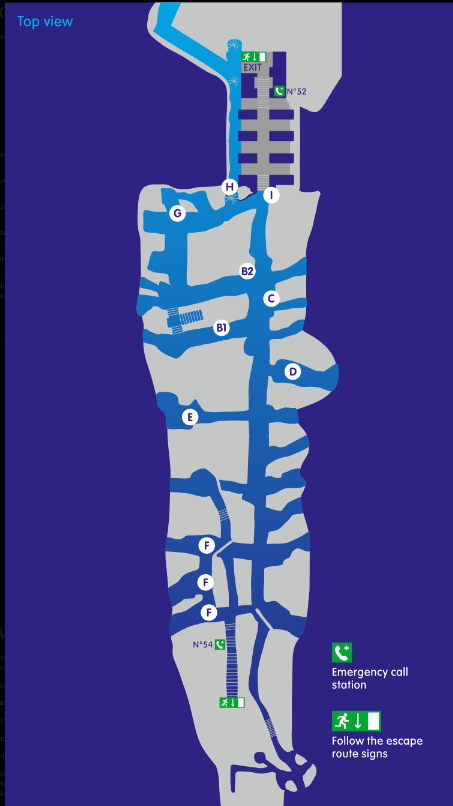 Top view
EXIT
N°52
H
I
G
B2
C
B1
D
E
F
F
F
N°54
Emergency call
station
Follow the escape
route signs